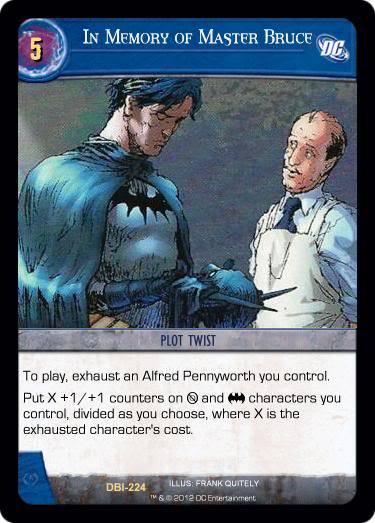 5
In Memory of Master Bruce
DC
PLOT TWIST
To play, exhaust an Alfred Pennyworth you control.
Put X +1/+1 counters on and characters you
control, divided as you choose, where X is the
exhausted character's cost.
DBI-224
ILLUS: FRANK QUITELY
™ & © 2012 DC Entertainment